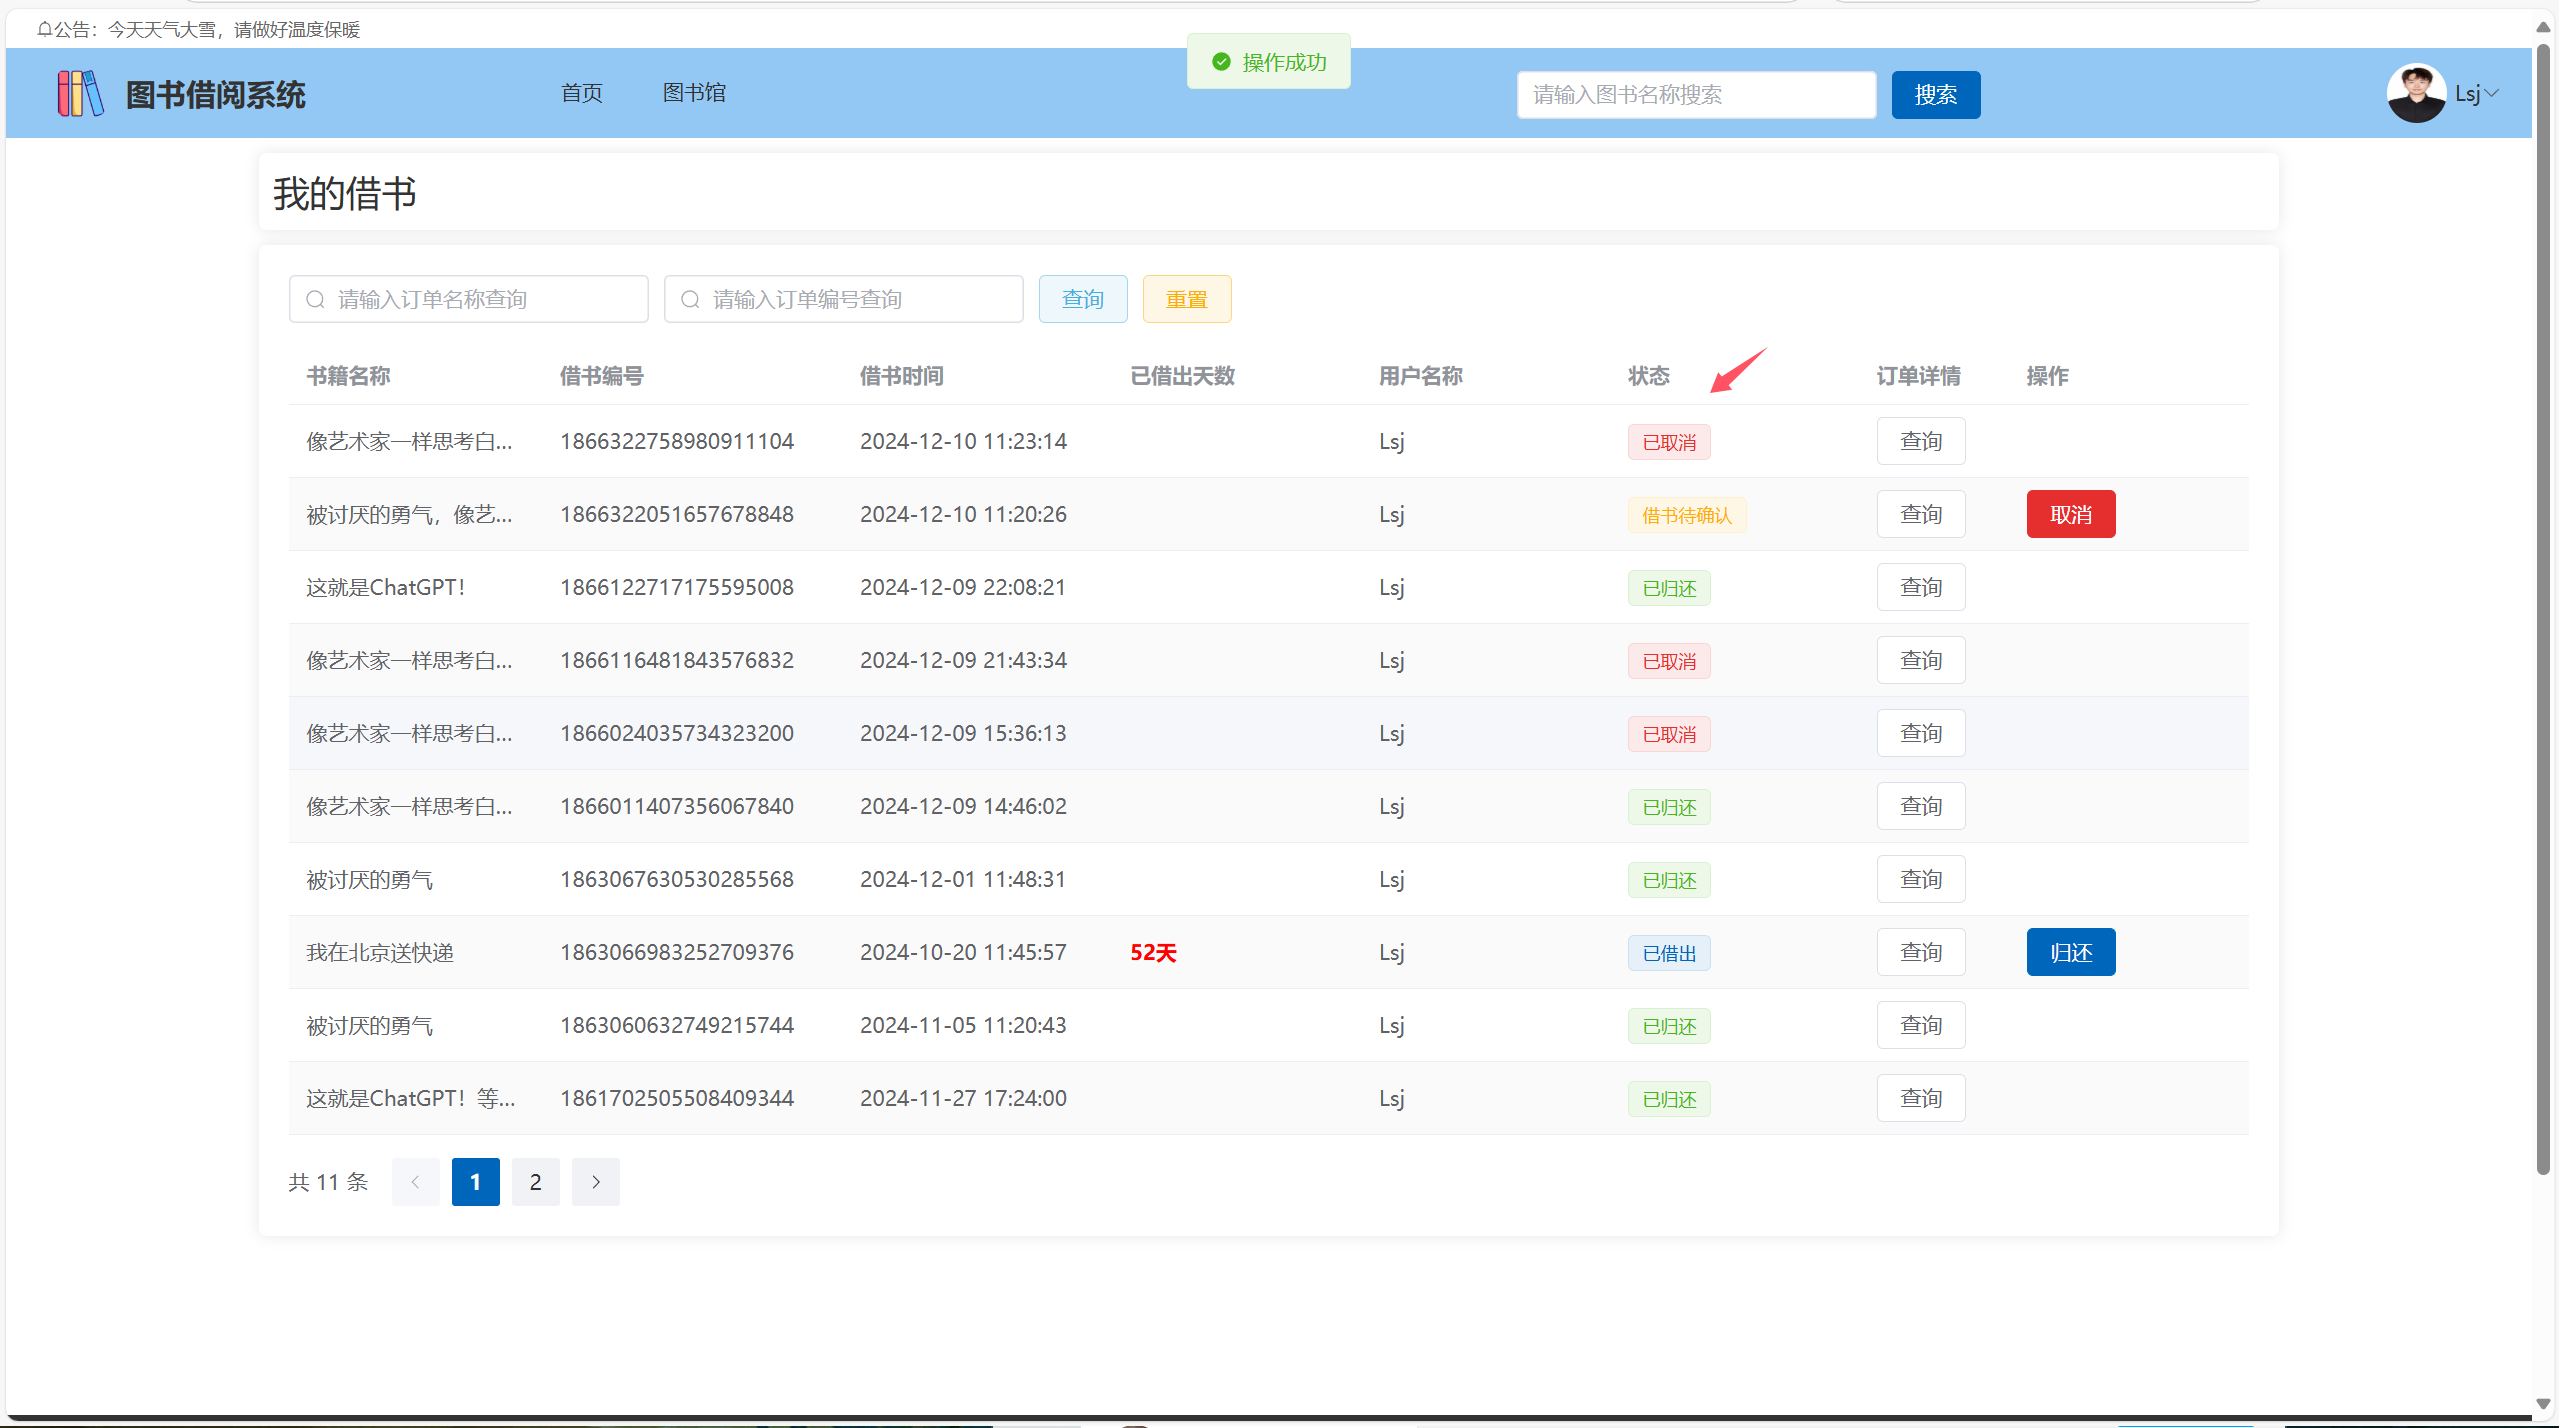 公告：今天天气大雪，请做好温度保暖
操作成功
图书借阅系统 首页 图书馆 请输入图书名称搜索 搜索 Lsj
我的借书
请输入订单名称查询 请输入订单编号查询 查询 重置
书籍名称 借书编号 借书时间 已借出天数 用户名称 状态 订单详情 操作
像艺术家一样思考白... 1866322758980911104 2024-12-10 11:23:14 Lsj 已取消 查询
被讨厌的勇气，像艺... 1866322051657678848 2024-12-10 11:20:26 Lsj 借书待确认 查询 取消
这就是ChatGPT！ 1866122717175595008 2024-12-09 22:08:21 Lsj 已归还 查询
像艺术家一样思考白... 1866116481843576832 2024-12-09 21:43:34 Lsj 已取消 查询
像艺术家一样思考白... 1866024035734323200 2024-12-09 15:36:13 Lsj 已取消 查询
像艺术家一样思考白... 1866011407356067840 2024-12-09 14:46:02 Lsj 已归还 查询
被讨厌的勇气 1863067630530285568 2024-12-01 11:48:31 Lsj 已归还 查询
我在北京送快递 1863066983252709376 2024-10-20 11:45:57 52天 Lsj 已借出 查询 归还
被讨厌的勇气 1863060632749215744 2024-11-05 11:20:43 Lsj 已归还 查询
这就是ChatGPT！等... 1861702505508409344 2024-11-27 17:24:00 Lsj 已归还 查询
共 11 条 1 2